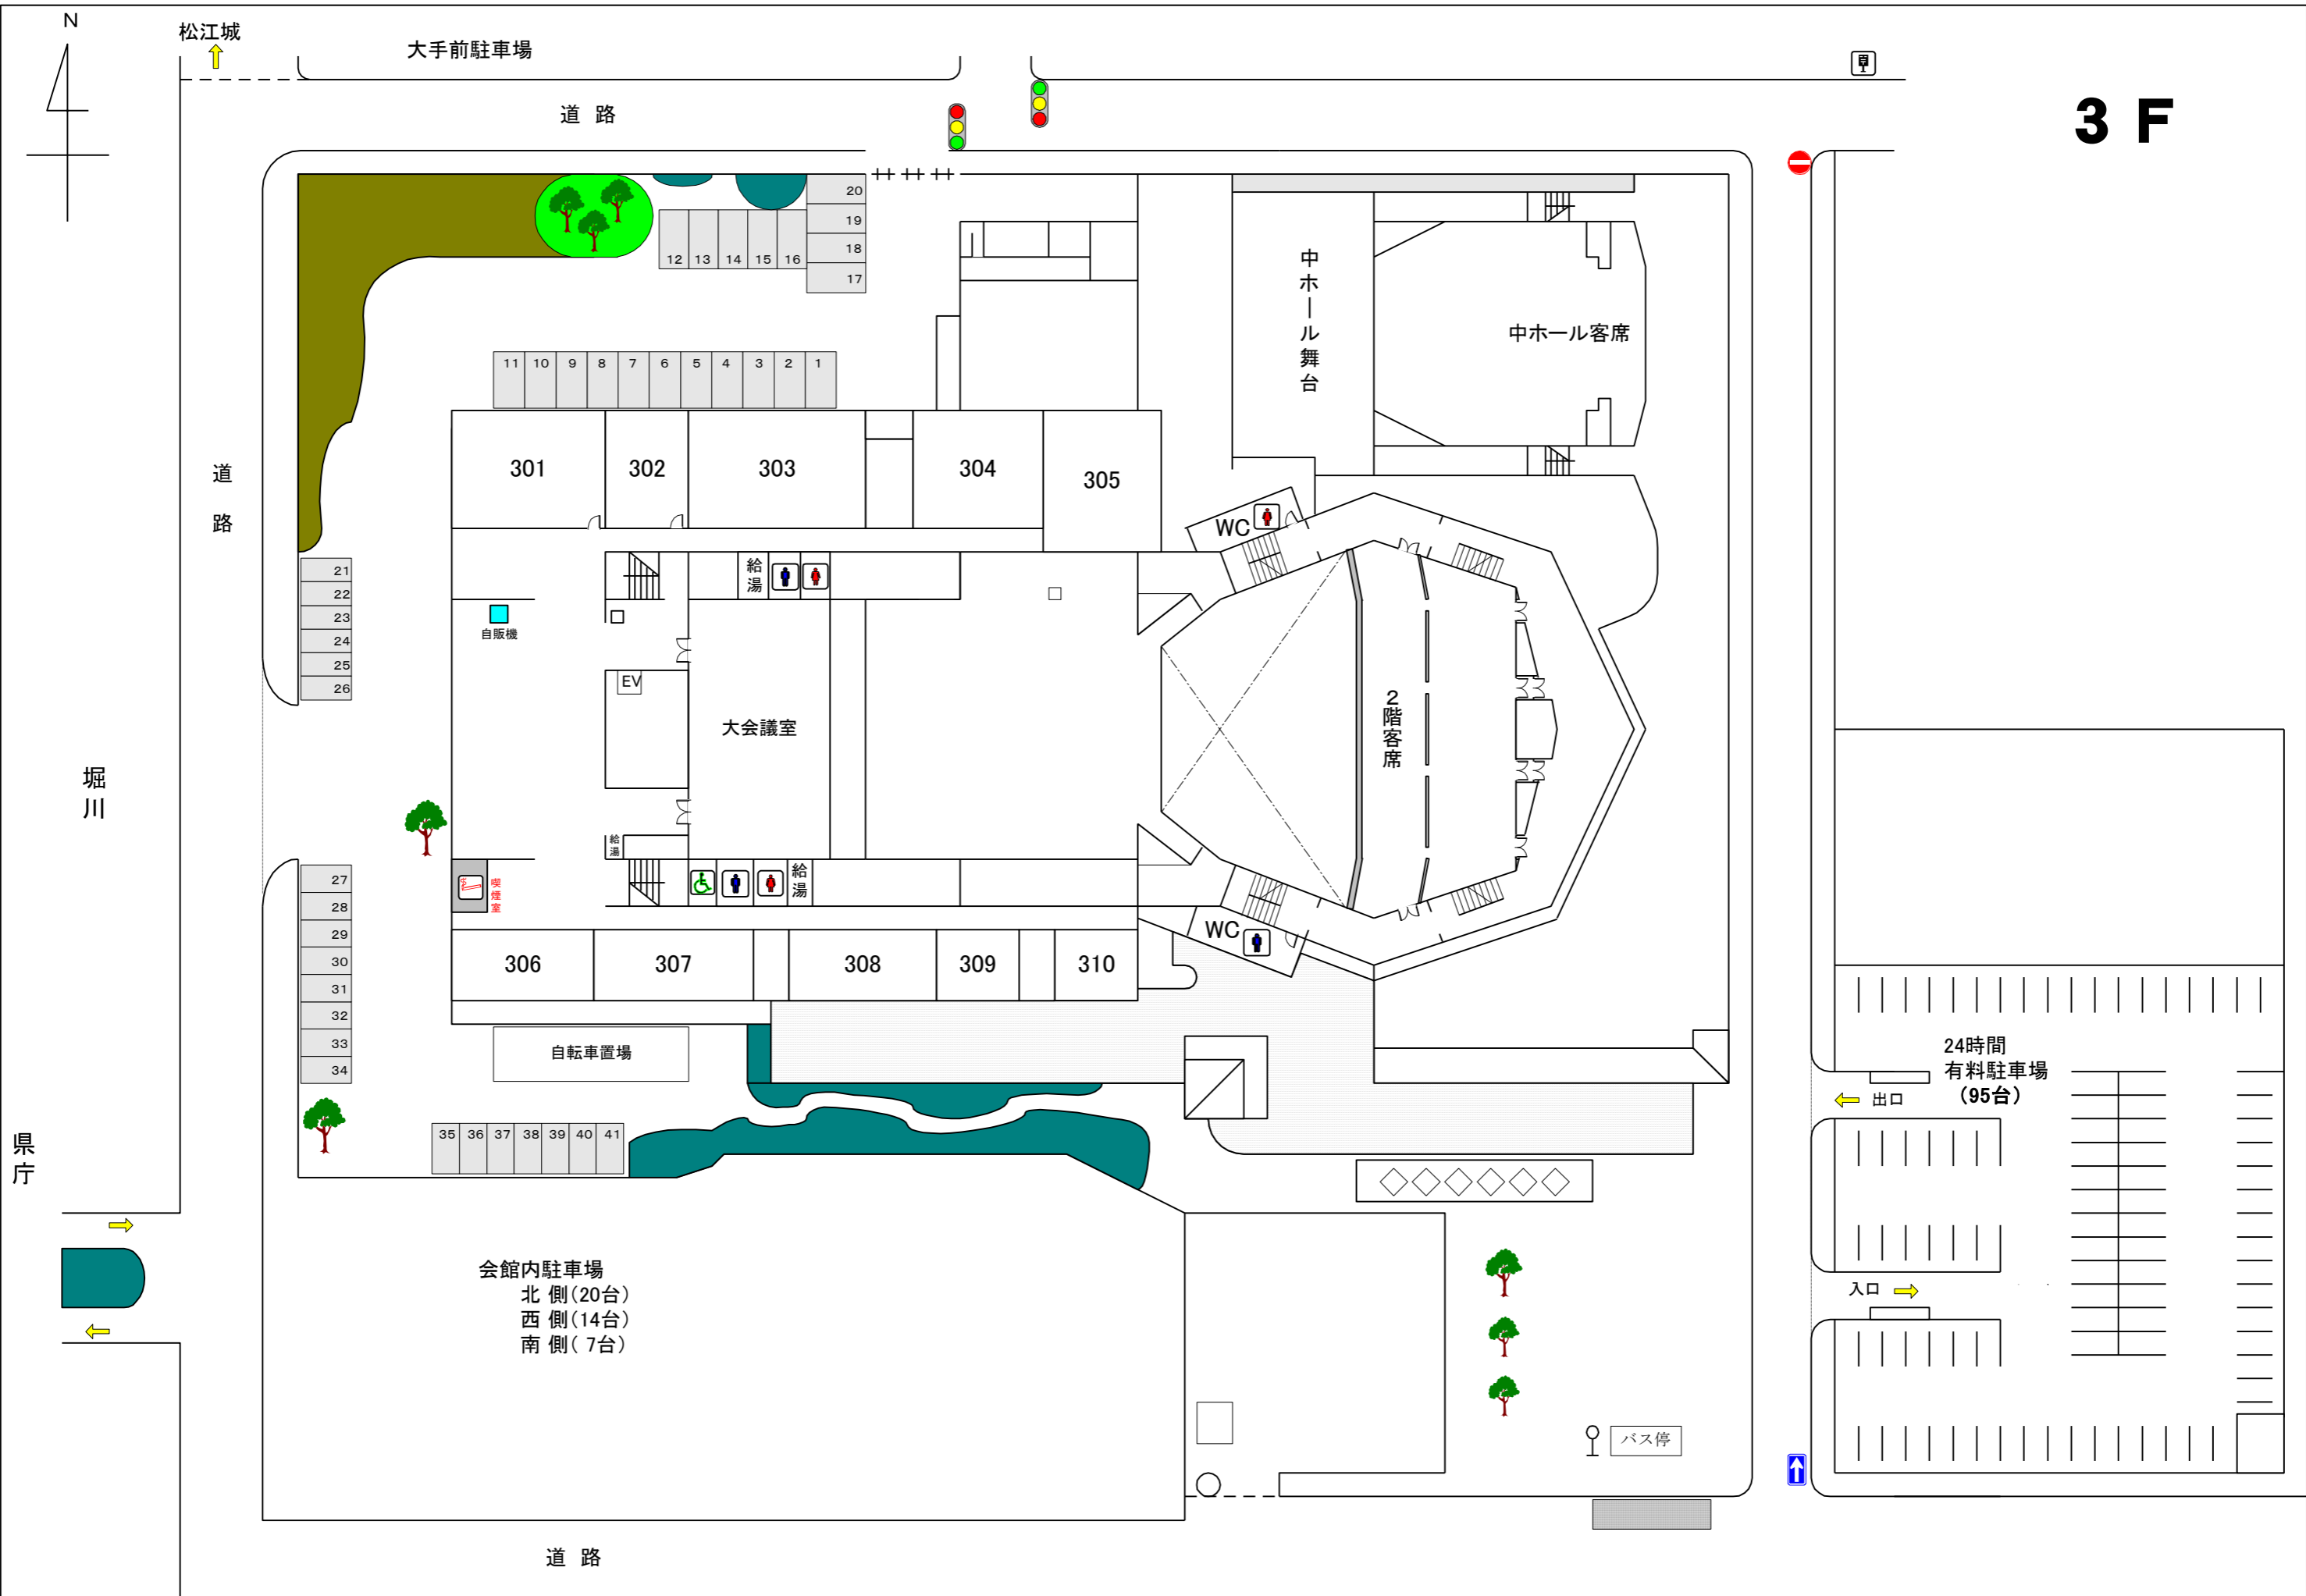 N
松江城
大手前駐車場
3 F
道 路
20
19
18
17
12 13 14 15 16
中ホール舞台
中ホール客席
11 10 9 8 7 6 5 4 3 2 1
301 302 303 304 305
道路
WC
給湯
21
22
23
24
25
26
自販機
EV
大会議室
2階客席
堀川
給湯
喫煙室
給湯
27
28
29
30
31
32
33
34
WC
306 307 308 309 310
自転車置場
24時間
有料駐車場
(95台)
出口
35 36 37 38 39 40 41
県庁
会館内駐車場
北 側(20台)
西 側(14台)
南 側( 7台)
入口
バス停
道 路